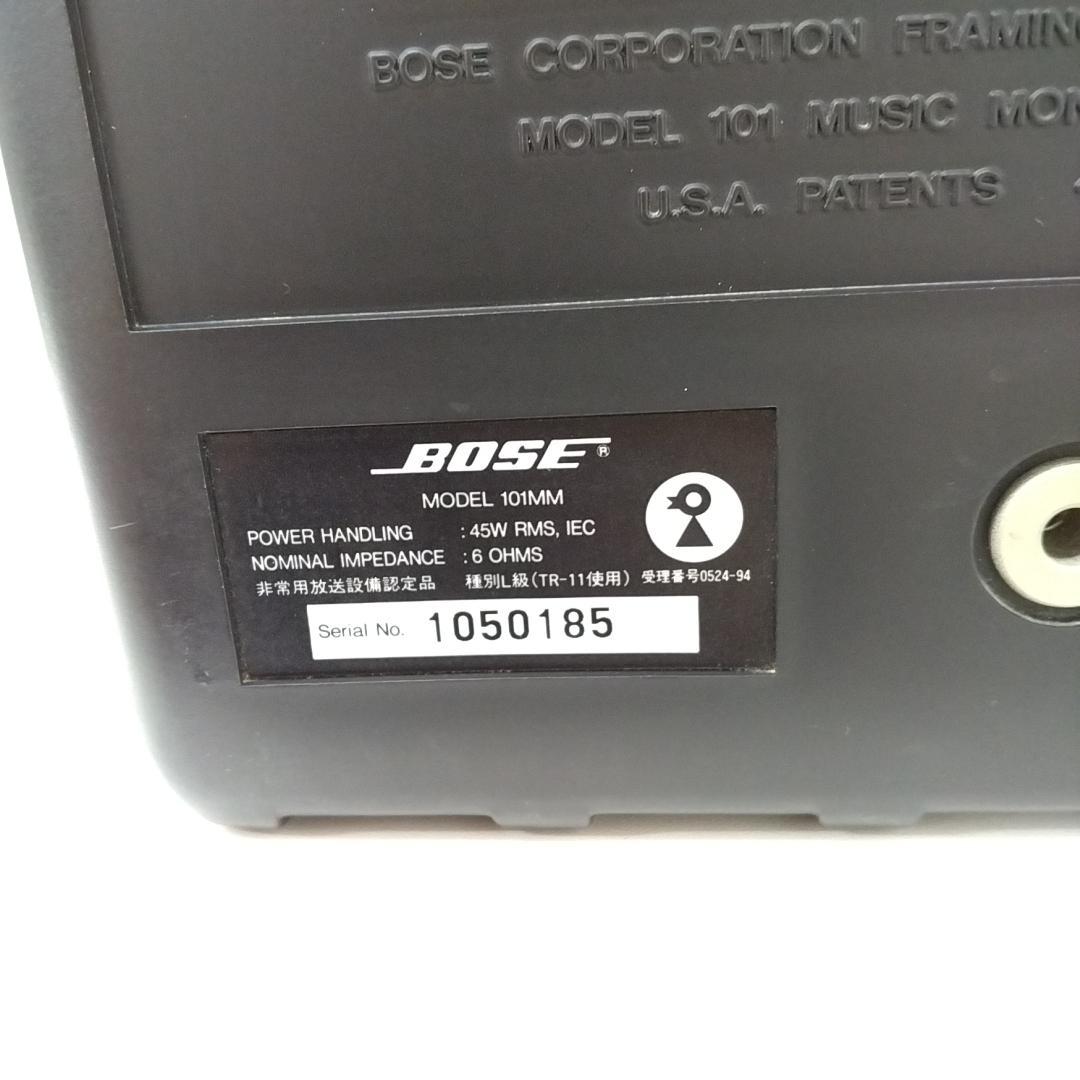 BOSE CORPORATION
MODEL 101 MUSIC
U.S.A. PATENTS
BOSE®
MODEL 101MM
POWER HANDLING : 45W RMS, IEC
NOMINAL IMPEDANCE : 6 OHMS
非常用放送設備認定品 種別L級(TR-11使用) 受理番号0524-94
Serial No. 1050185